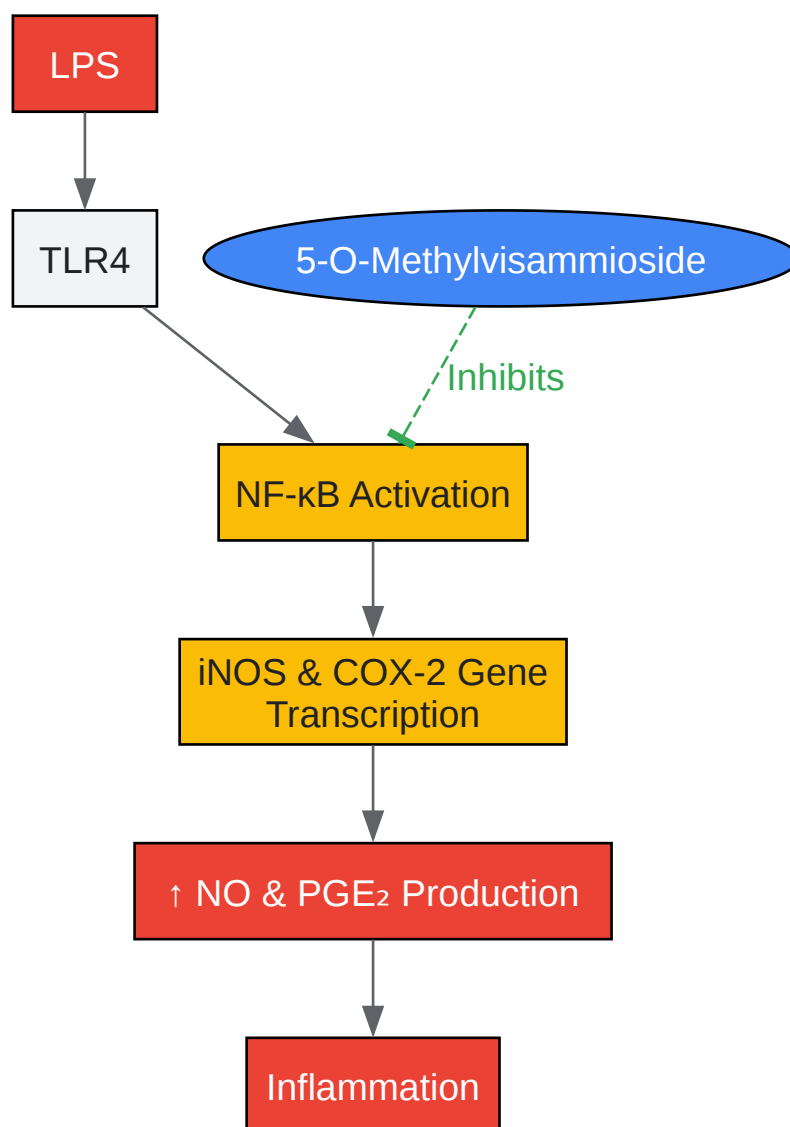 LPS
TLR4
5-O-Methylvisammioside
Inhibits
NF-κB Activation
iNOS & COX-2 Gene
Transcription
↑ NO & PGE₂ Production
Inflammation